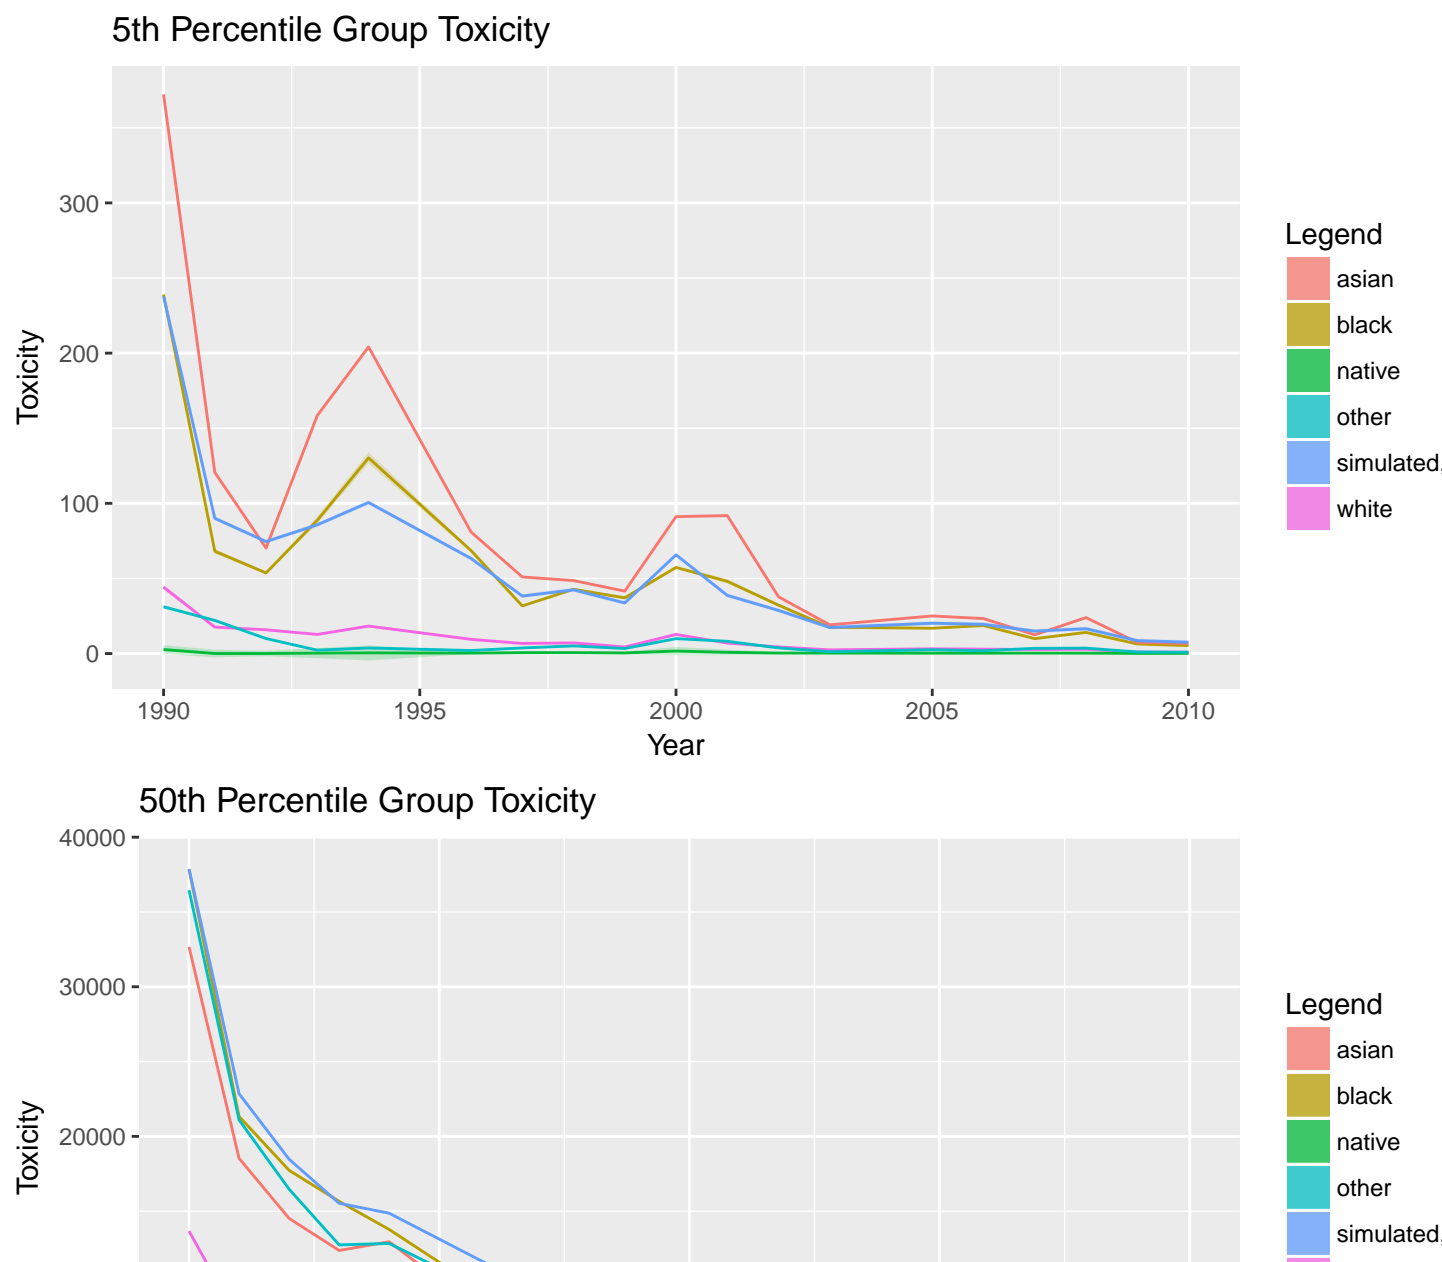 5th Percentile Group Toxicity
300
200
100
0
Toxicity
1990
1995
2000
2005
2010
Year
Legend
asian
black
native
other
simulated,
white
50th Percentile Group Toxicity
40000
30000
20000
Toxicity
Legend
asian
black
native
other
simulated,